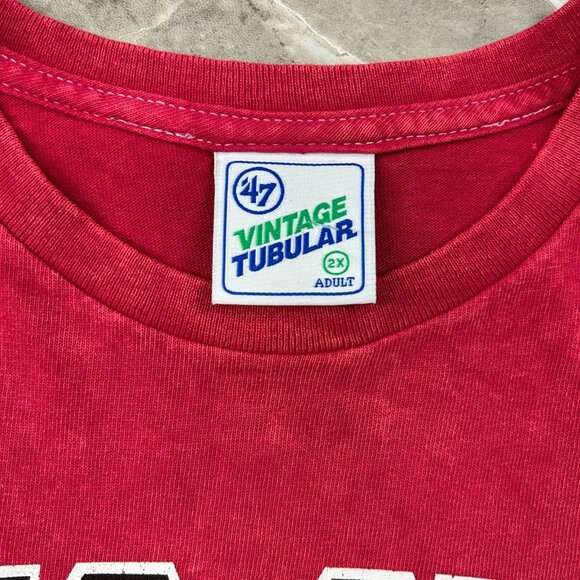 '47
VINTAGE
TUBULAR
2X
ADULT